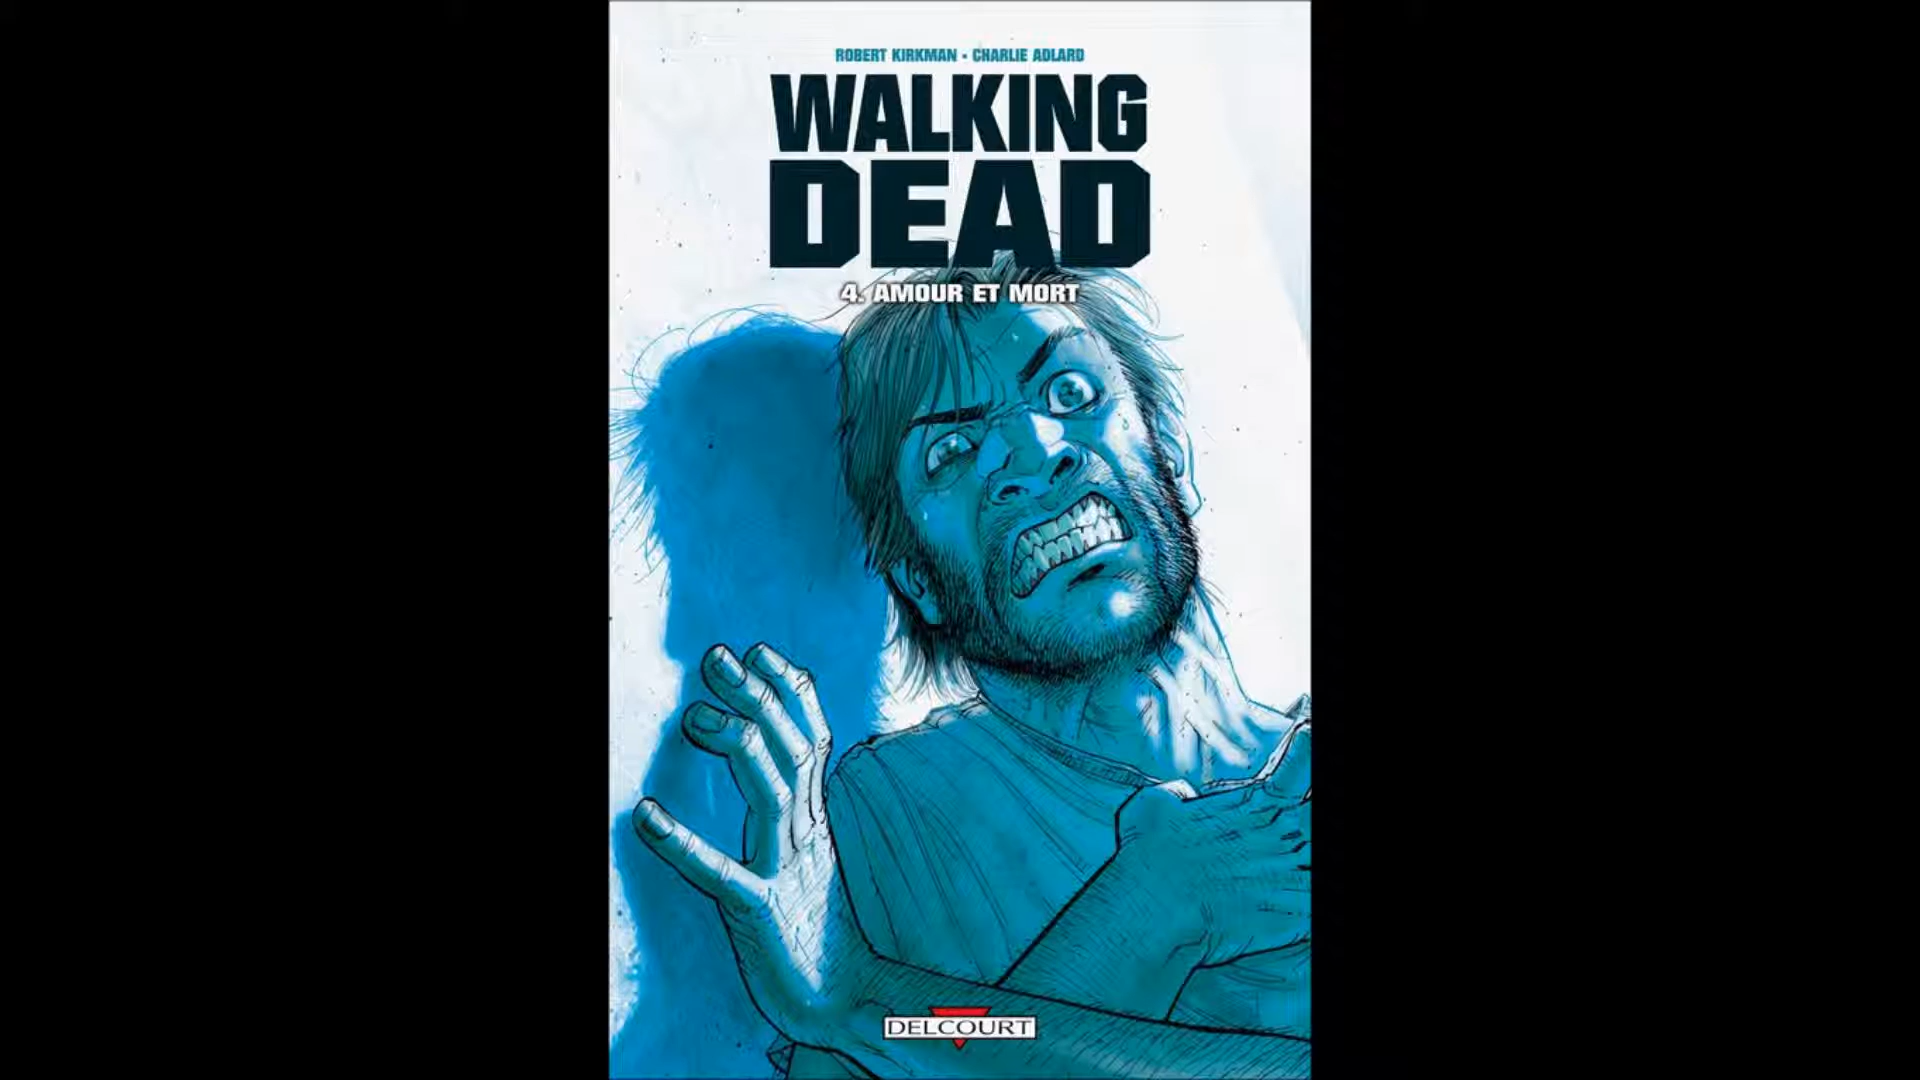 ROBERT KIRKMAN - CHARLIE ADLARD
WALKING
DEAD
4. AMOUR ET MORT
DELCOURT